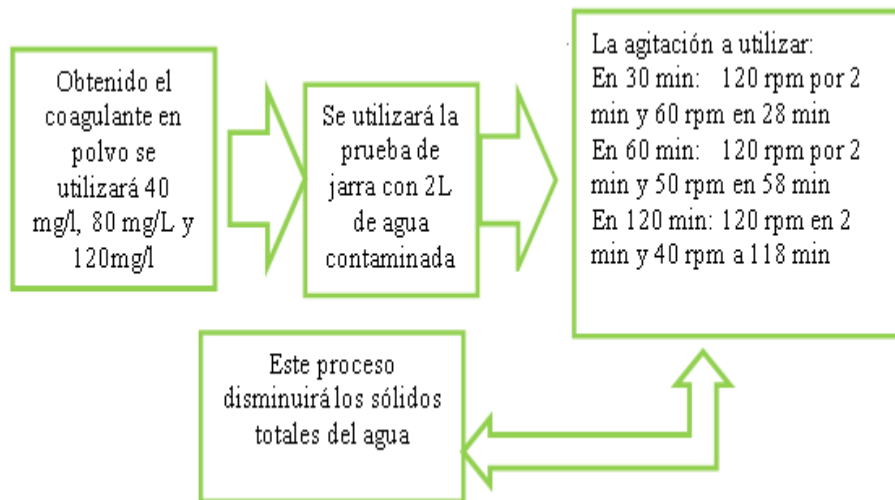 Obtenido el
coagulante en
polvo se
utilizará 40
mg/l, 80 mg/L y
120mg/l
Se utilizará la
prueba de
jarra con 2L
de agua
contaminada
La agitación a utilizar:
En 30 min: 120 rpm por 2
min y 60 rpm en 28 min
En 60 min: 120 rpm por 2
min y 50 rpm en 58 min
En 120 min: 120 rpm en 2
min y 40 rpm a 118 min
Este proceso
disminuirá los sólidos
totales del agua